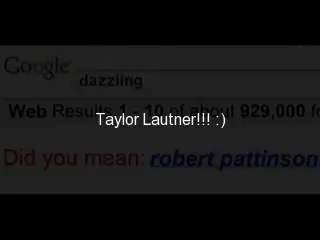 Google
dazzling
Web Results 1 - 10 of about 929,000 f
Taylor Lautner!!! :)
Did you mean: robert pattinson